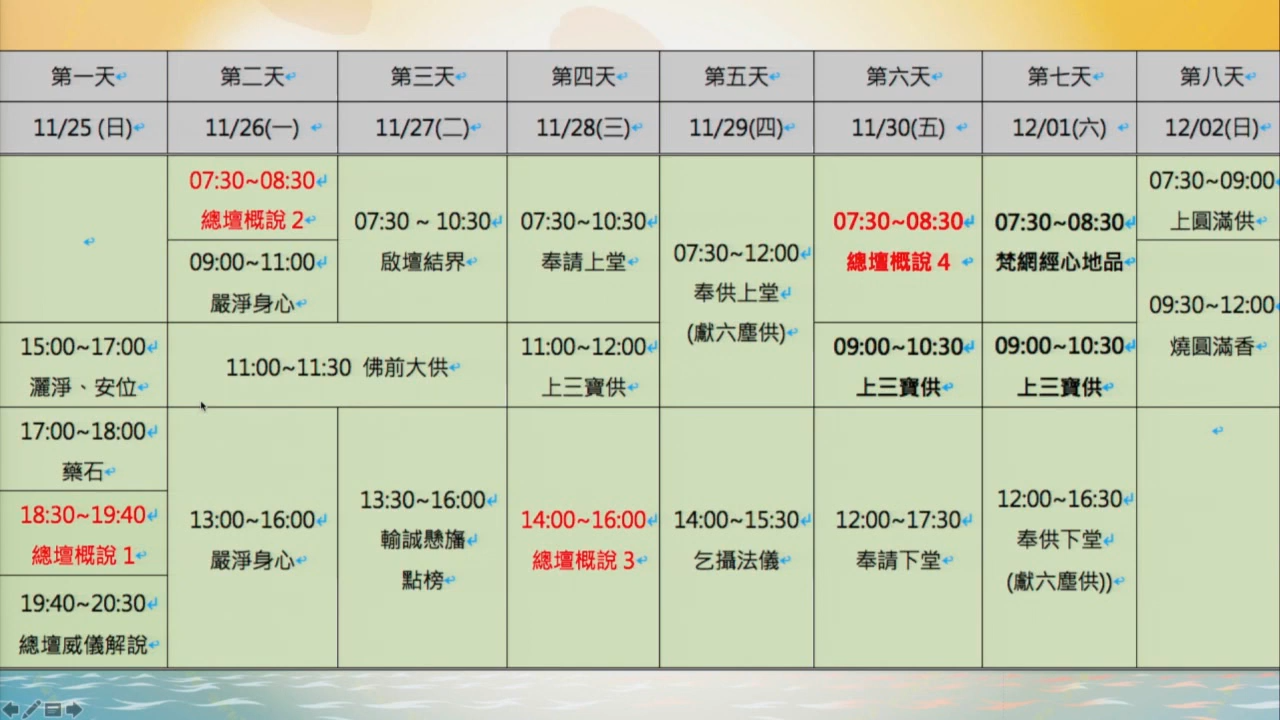 第一天 第二天 第三天 第四天 第五天 第六天 第七天 第八天
11/25 (日) 11/26(一) 11/27(二) 11/28(三) 11/29(四) 11/30(五) 12/01(六) 12/02(日)
07:30~08:30
總壇概說 2
09:00~11:00
嚴淨身心
07:30 ~ 10:30
啟壇結界
07:30~10:30
奉請上堂
07:30~12:00
奉供上堂
(獻六塵供)
07:30~08:30
總壇概說 4
07:30~08:30
梵網經心地品
07:30~09:00
上圓滿供
09:30~12:00
燒圓滿香
15:00~17:00
灑淨、安位
11:00~11:30 佛前大供
11:00~12:00
上三寶供
09:00~10:30
上三寶供
09:00~10:30
上三寶供
17:00~18:00
藥石
18:30~19:40
總壇概說 1
19:40~20:30
總壇威儀解說
13:00~16:00
嚴淨身心
13:30~16:00
輸誠懸旛
點榜
14:00~16:00
總壇概說 3
14:00~15:30
乞攝法儀
12:00~17:30
奉請下堂
12:00~16:30
奉供下堂
(獻六塵供))